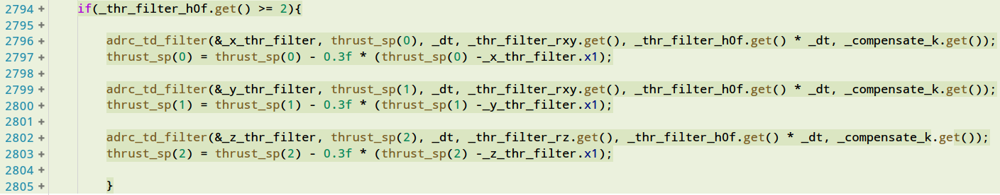 2794 + if(_thr_filter_h0f.get() >= 2){
2795 +
2796 + adrc_td_filter(&_x_thr_filter, thrust_sp(0), _dt, _thr_filter_rxy.get(), _thr_filter_h0f.get() * _dt, _compensate_k.get());
2797 + thrust_sp(0) = thrust_sp(0) - 0.3f * (thrust_sp(0) -_x_thr_filter.x1);
2798 +
2799 + adrc_td_filter(&_y_thr_filter, thrust_sp(1), _dt, _thr_filter_rxy.get(), _thr_filter_h0f.get() * _dt, _compensate_k.get());
2800 + thrust_sp(1) = thrust_sp(1) - 0.3f * (thrust_sp(1) -_y_thr_filter.x1);
2801 +
2802 + adrc_td_filter(&_z_thr_filter, thrust_sp(2), _dt, _thr_filter_rz.get(), _thr_filter_h0f.get() * _dt, _compensate_k.get());
2803 + thrust_sp(2) = thrust_sp(2) - 0.3f * (thrust_sp(2) -_z_thr_filter.x1);
2804 +
2805 + }